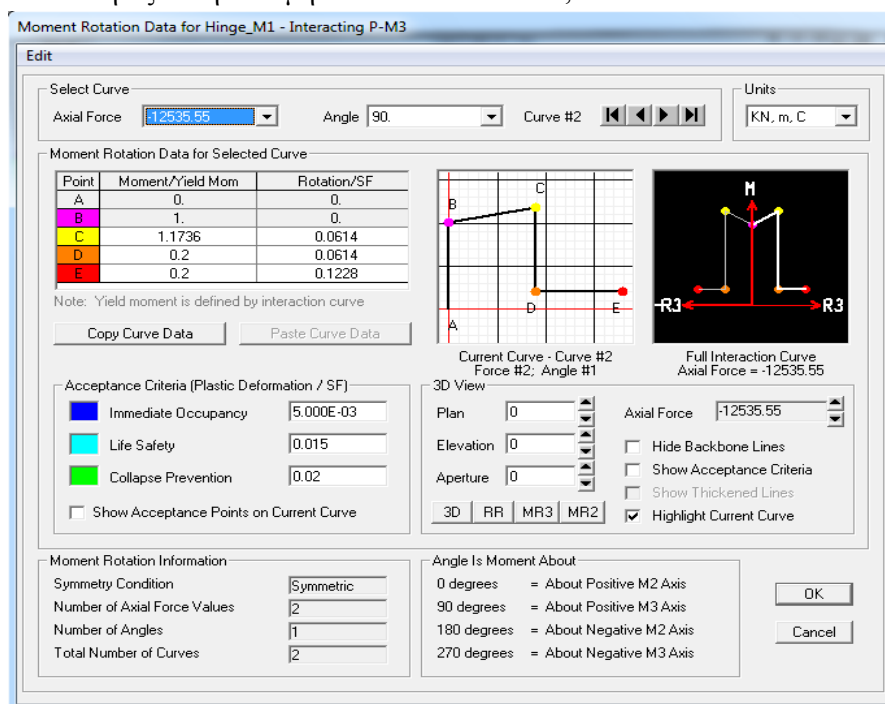 Moment Rotation Data for Hinge_M1 - Interacting P-M3
Edit
Select Curve
Axial Force -12535.55 Angle 90. Curve #2
Units
KN, m, C
Moment Rotation Data for Selected Curve
Point Moment/Yield Mom Rotation/SF
A 0. 0.
B 1. 0.
C 1.1736 0.0614
D 0.2 0.0614
E 0.2 0.1228
Note: Yield moment is defined by interaction curve
Copy Curve Data Paste Curve Data
B C
D E
A
Current Curve - Curve #2
Force #2; Angle #1
M
-R3 R3
Full Interaction Curve
Axial Force = -12535.55
Acceptance Criteria (Plastic Deformation / SF)
Immediate Occupancy 5.000E-03
Life Safety 0.015
Collapse Prevention 0.02
Show Acceptance Points on Current Curve
3D View
Plan 0
Elevation 0
Aperture 0
3D RR MR3 MR2
Axial Force -12535.55
Hide Backbone Lines
Show Acceptance Criteria
Show Thickened Lines
Highlight Current Curve
Moment Rotation Information
Symmetry Condition Symmetric
Number of Axial Force Values 2
Number of Angles 1
Total Number of Curves 2
Angle Is Moment About
0 degrees = About Positive M2 Axis
90 degrees = About Positive M3 Axis
180 degrees = About Negative M2 Axis
270 degrees = About Negative M3 Axis
OK
Cancel